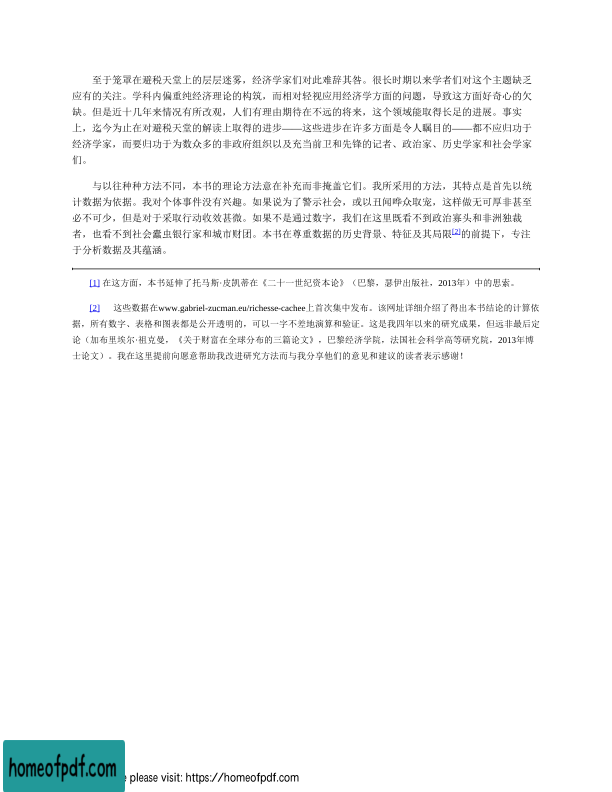 至于笼罩在避税天堂上的层层迷雾，经济学家们对此难辞其咎。很长时期以来学者们对这个主题缺乏
应有的关注。学科内偏重纯经济理论的构筑，而相对轻视应用经济学方面的问题，导致这方面好奇心的欠
缺。但是近十几年来情况有所改观，人们有理由期待在不远的将来，这个领域能取得长足的进展。事实
上，迄今为止在对避税天堂的解读上取得的进步——这些进步在许多方面是令人瞩目的——都不应归功于
经济学家，而要归功于为数众多的非政府组织以及充当前卫和先锋的记者、政治家、历史学家和社会学家
们。
与以往种种方法不同，本书的理论方法意在补充而非掩盖它们。我所采用的方法，其特点是首先以统
计数据为依据。我对个体事件没有兴趣。如果说为了警示社会，或以丑闻哗众取宠，这样做无可厚非甚至
必不可少，但是对于采取行动收效甚微。如果不是通过数字，我们在这里既看不到政治寡头和非洲独裁
者，也看不到社会蠹虫银行家和城市财团。本书在尊重数据的历史背景、特征及其局限[2]的前提下，专注
于分析数据及其蕴涵。
[1] 在这方面，本书延伸了托马斯·皮凯蒂在《二十一世纪资本论》（巴黎，瑟伊出版社，2013年）中的思索。
[2] 这些数据在www.gabriel-zucman.eu/richesse-cachee上首次集中发布。该网址详细介绍了得出本书结论的计算依
据，所有数字、表格和图表都是公开透明的，可以一字不差地演算和验证。这是我四年以来的研究成果，但远非最后定
论（加布里埃尔·祖克曼，《关于财富在全球分布的三篇论文》，巴黎经济学院，法国社会科学高等研究院，2013年博
士论文）。我在这里提前向愿意帮助我改进研究方法而与我分享他们的意见和建议的读者表示感谢！
homeofpdf.com
e please visit: https://homeofpdf.com